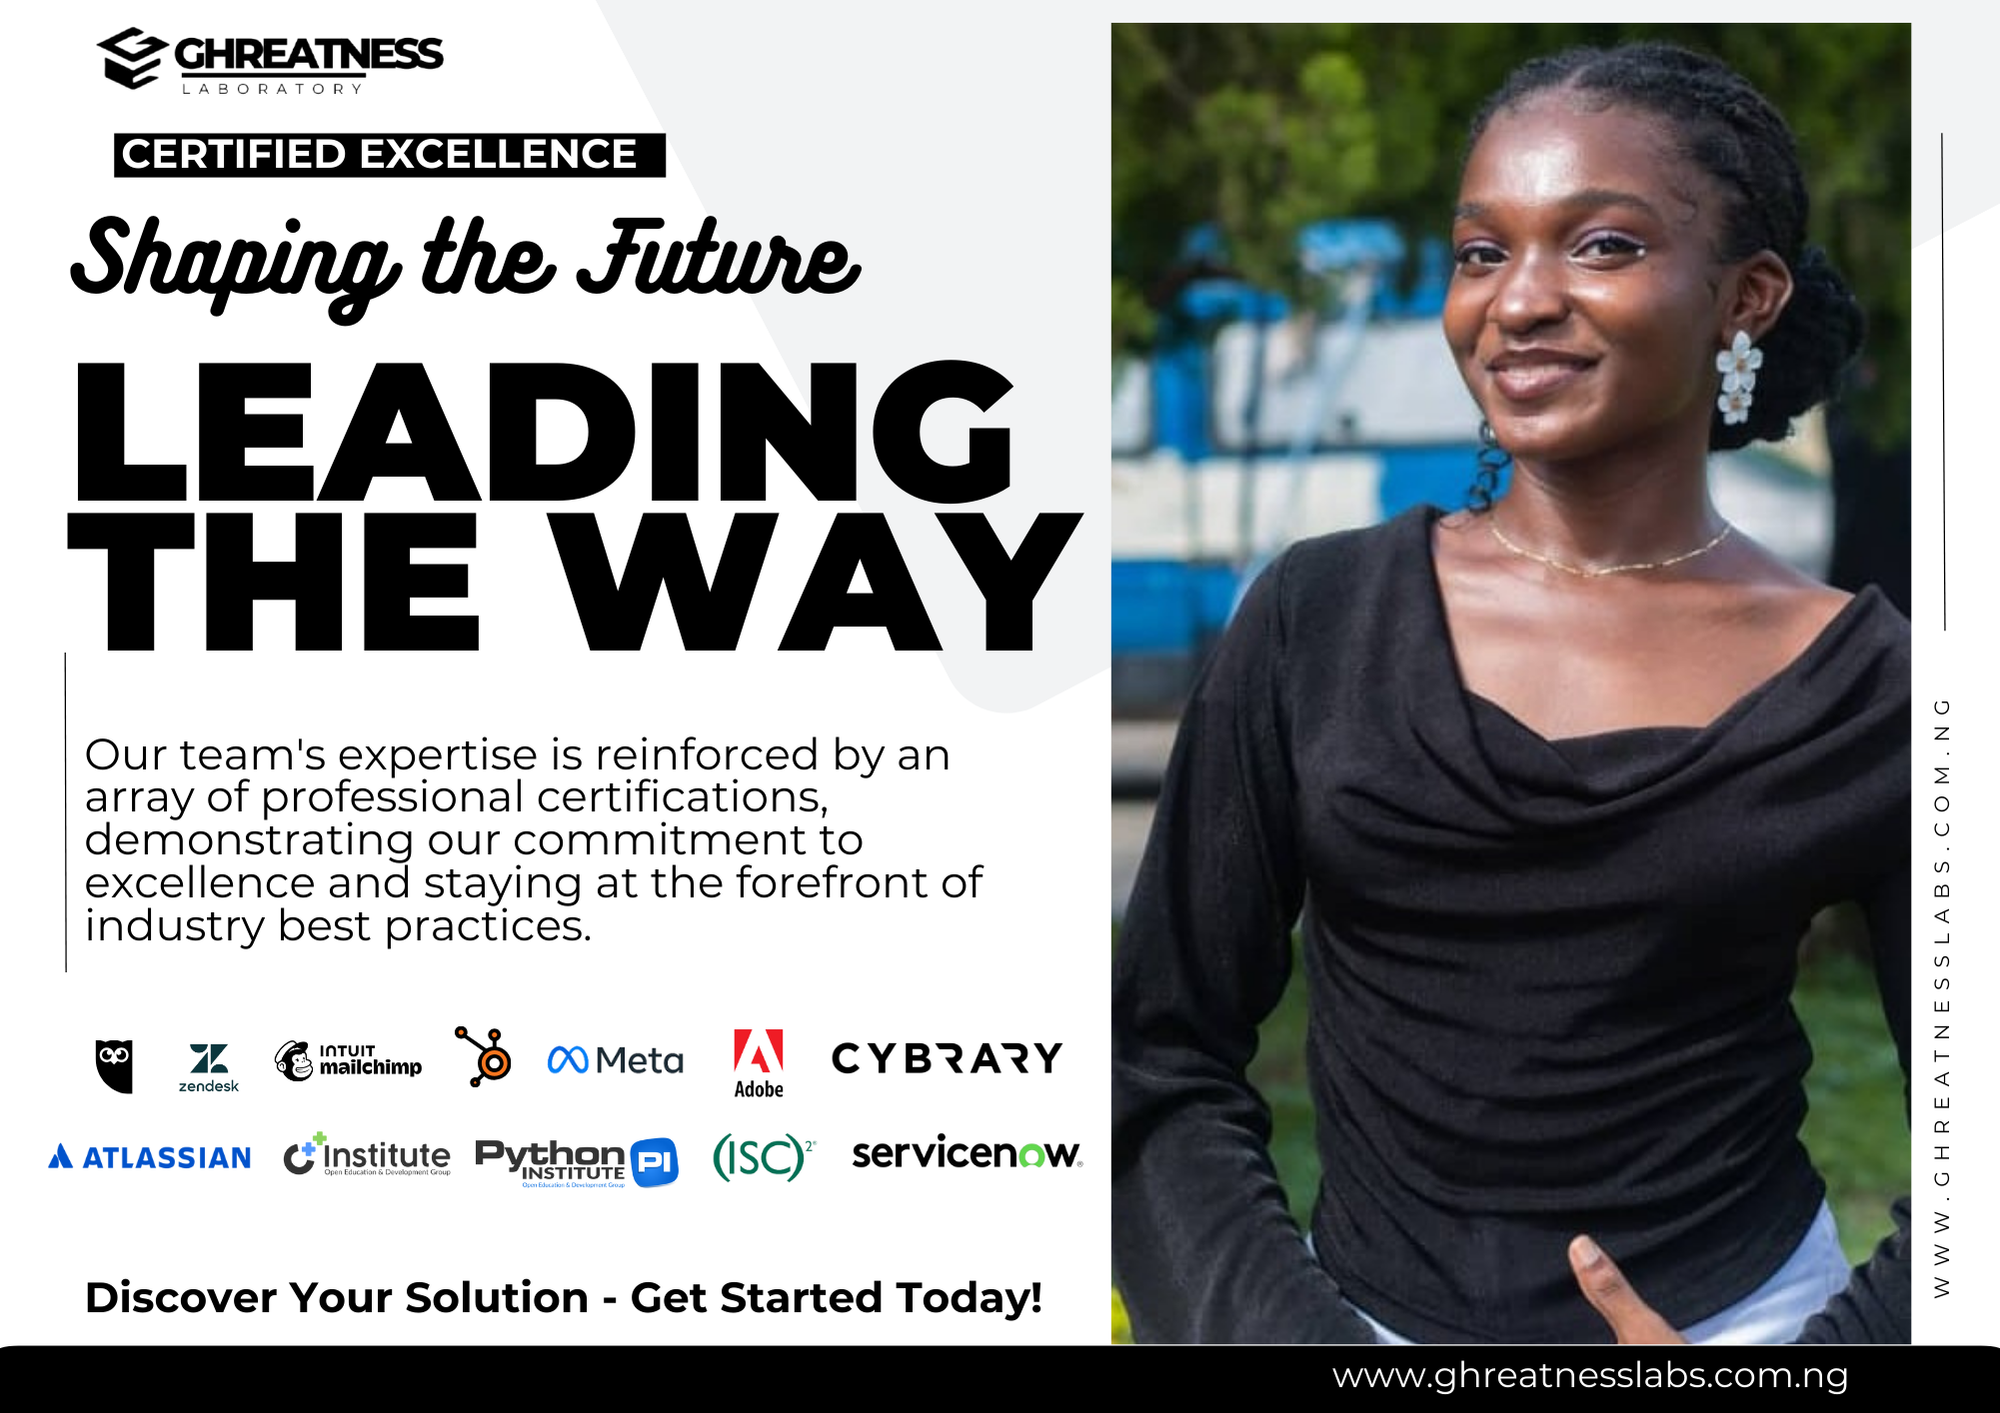 GHREATNESS
LABORATORY
CERTIFIED EXCELLENCE
Shaping the Future
LEADING
THE WAY
Our team's expertise is reinforced by an
array of professional certifications,
demonstrating our commitment to
excellence and staying at the forefront of
industry best practices.
zendesk
INTUIT
mailchimp
Meta
Adobe
CYBRARY
ATLASSIAN
C++ Institute
Open Education & Development Group
Python
INSTITUTE
PI
Open Education & Development Group
(ISC)²®
servicenow®
Discover Your Solution - Get Started Today!
WWW.GHREATNESSLABS.COM.NG
www.ghreatnesslabs.com.ng